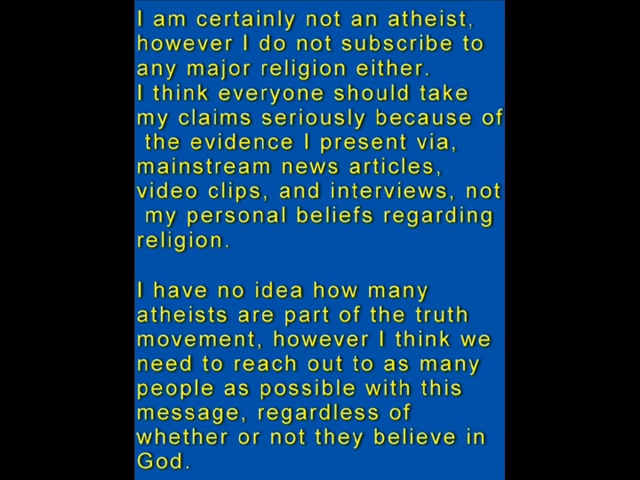 I am certainly not an atheist,
however I do not subscribe to
any major religion either.
I think everyone should take
my claims seriously because of
the evidence I present via,
mainstream news articles,
video clips, and interviews, not
my personal beliefs regarding
religion.
I have no idea how many
atheists are part of the truth
movement, however I think we
need to reach out to as many
people as possible with this
message, regardless of
whether or not they believe in
God.